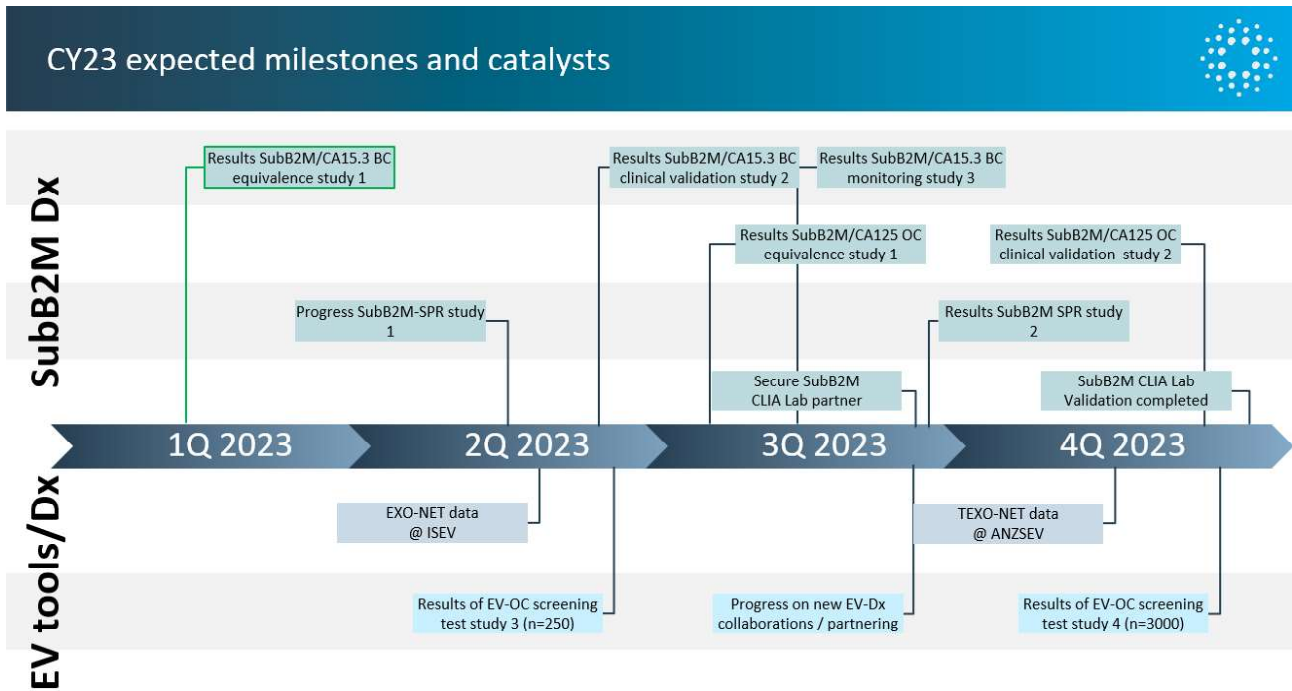 CY23 expected milestones and catalysts
SubB2M Dx
Results SubB2M/CA15.3 BC
equivalence study 1
Results SubB2M/CA15.3 BC
clinical validation study 2
Results SubB2M/CA15.3 BC
monitoring study 3
Results SubB2M/CA125 OC
equivalence study 1
Results SubB2M/CA125 OC
clinical validation study 2
Progress SubB2M-SPR study
1
Results SubB2M SPR study
2
Secure SubB2M
CLIA Lab partner
SubB2M CLIA Lab
Validation completed
1Q 2023
2Q 2023
3Q 2023
4Q 2023
EV tools/Dx
EXO-NET data
@ ISEV
TEXO-NET data
@ ANZSEV
Results of EV-OC screening
test study 3 (n=250)
Progress on new EV-Dx
collaborations / partnering
Results of EV-OC screening
test study 4 (n=3000)